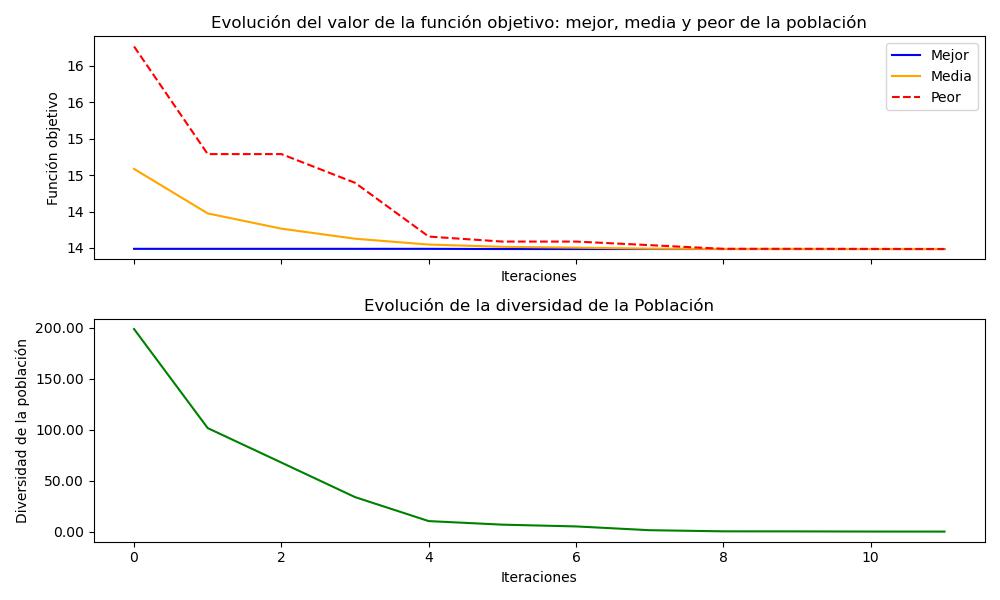 Evolución del valor de la función objetivo: mejor, media y peor de la población
Función objetivo
16
16
15
15
14
14
Mejor
Media
Peor
Iteraciones
Evolución de la diversidad de la Población
Diversidad de la población
200.00
150.00
100.00
50.00
0.00
0 2 4 6 8 10
Iteraciones